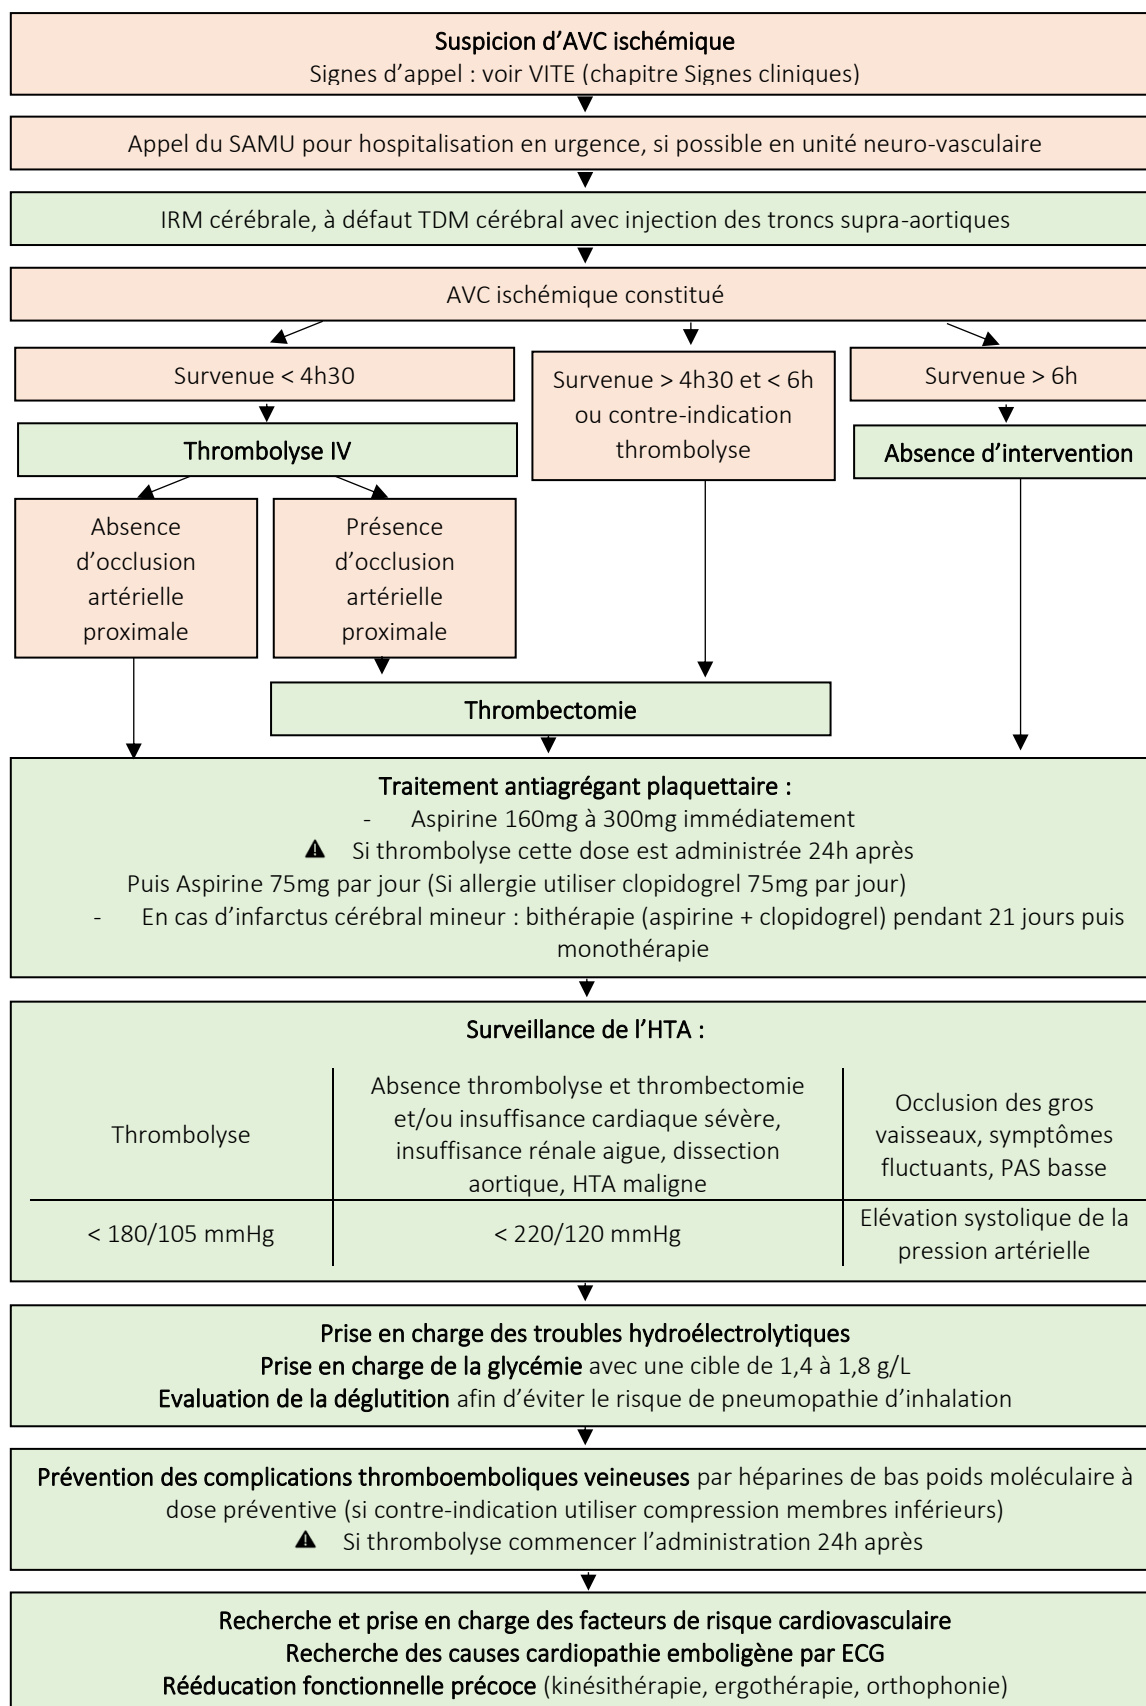 Suspicion d’AVC ischémique
Signes d’appel : voir VITE (chapitre Signes cliniques)
Appel du SAMU pour hospitalisation en urgence, si possible en unité neuro-vasculaire
IRM cérébrale, à défaut TDM cérébral avec injection des troncs supra-aortiques
AVC ischémique constitué
Survenue < 4h30
Thrombolyse IV
Absence
d’occlusion
artérielle
proximale
Présence
d’occlusion
artérielle
proximale
Survenue > 4h30 et < 6h
ou contre-indication
thrombolyse
Survenue > 6h
Absence d’intervention
Thrombectomie
Traitement antiagrégant plaquettaire :
- Aspirine 160mg à 300mg immédiatement
⚠ Si thrombolyse cette dose est administrée 24h après
Puis Aspirine 75mg par jour (Si allergie utiliser clopidogrel 75mg par jour)
- En cas d’infarctus cérébral mineur : bithérapie (aspirine + clopidogrel) pendant 21 jours puis
monothérapie
Surveillance de l’HTA :
Thrombolyse
Absence thrombolyse et thrombectomie
et/ou insuffisance cardiaque sévère,
insuffisance rénale aigue, dissection
aortique, HTA maligne
Occlusion des gros
vaisseaux, symptômes
fluctuants, PAS basse
< 180/105 mmHg
< 220/120 mmHg
Elévation systolique de la
pression artérielle
Prise en charge des troubles hydroélectrolytiques
Prise en charge de la glycémie avec une cible de 1,4 à 1,8 g/L
Evaluation de la déglutition afin d’éviter le risque de pneumopathie d’inhalation
Prévention des complications thromboemboliques veineuses par héparines de bas poids moléculaire à
dose préventive (si contre-indication utiliser compression membres inférieurs)
⚠ Si thrombolyse commencer l’administration 24h après
Recherche et prise en charge des facteurs de risque cardiovasculaire
Recherche des causes cardiopathie emboligène par ECG
Rééducation fonctionnelle précoce (kinésithérapie, ergothérapie, orthophonie)